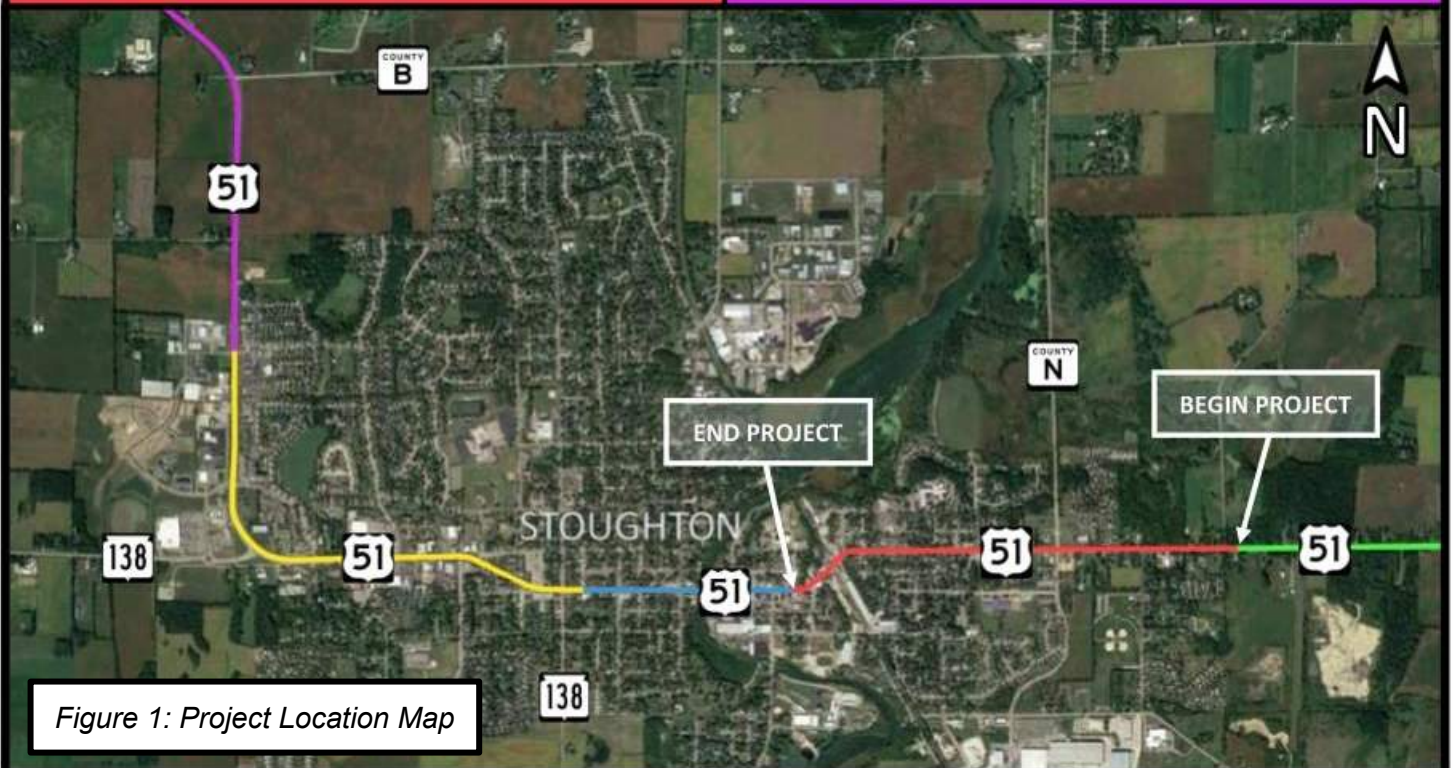 COUNTY
B
N
51
COUNTY
N
BEGIN PROJECT
END PROJECT
STOUGHTON
138
51
51
51
51
138
Figure 1: Project Location Map